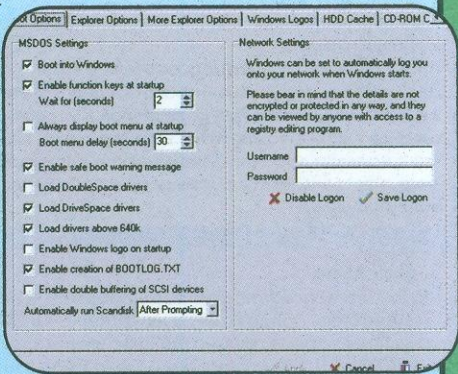 Options | Explorer Options | More Explorer Options | Windows Logos | HDD Cache | CD-ROM C
MSDOS Settings
Boot into Windows
Enable function keys at startup
Wait for (seconds) 2
Always display boot menu at startup
Boot menu delay (seconds) 30
Enable safe boot warning message
Load DoubleSpace drivers
Load DriveSpace drivers
Load drivers above 640k
Enable Windows logo on startup
Enable creation of BOOTLOG.TXT
Enable double buffering of SCSI devices
Automatically run Scandisk After Prompting
Network Settings
Windows can be set to automatically log you
onto your network when Windows starts.
Please bear in mind that the details are not
encrypted or protected in any way, and they
can be viewed by anyone with access to a
registry editing program.
Username
Password
Disable Logon Save Logon
Cancel